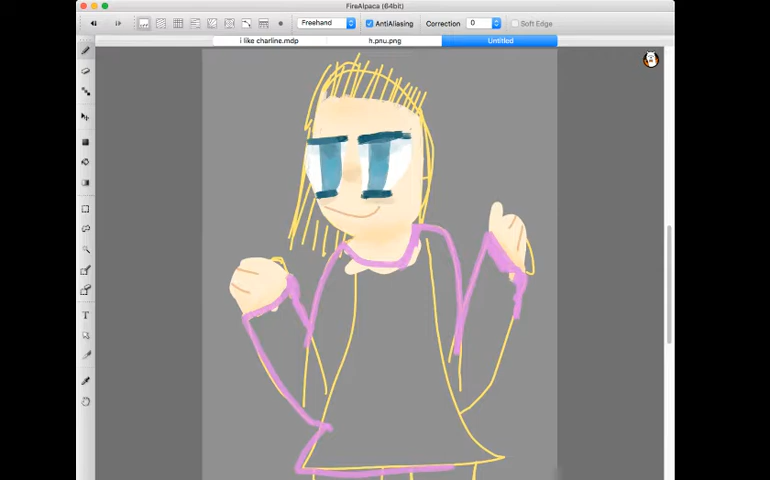 FireAlpaca (64bit)
Freehand AntiAliasing Correction 0 Soft Edge
i like charline.mdp h.pnu.png Untitled
T